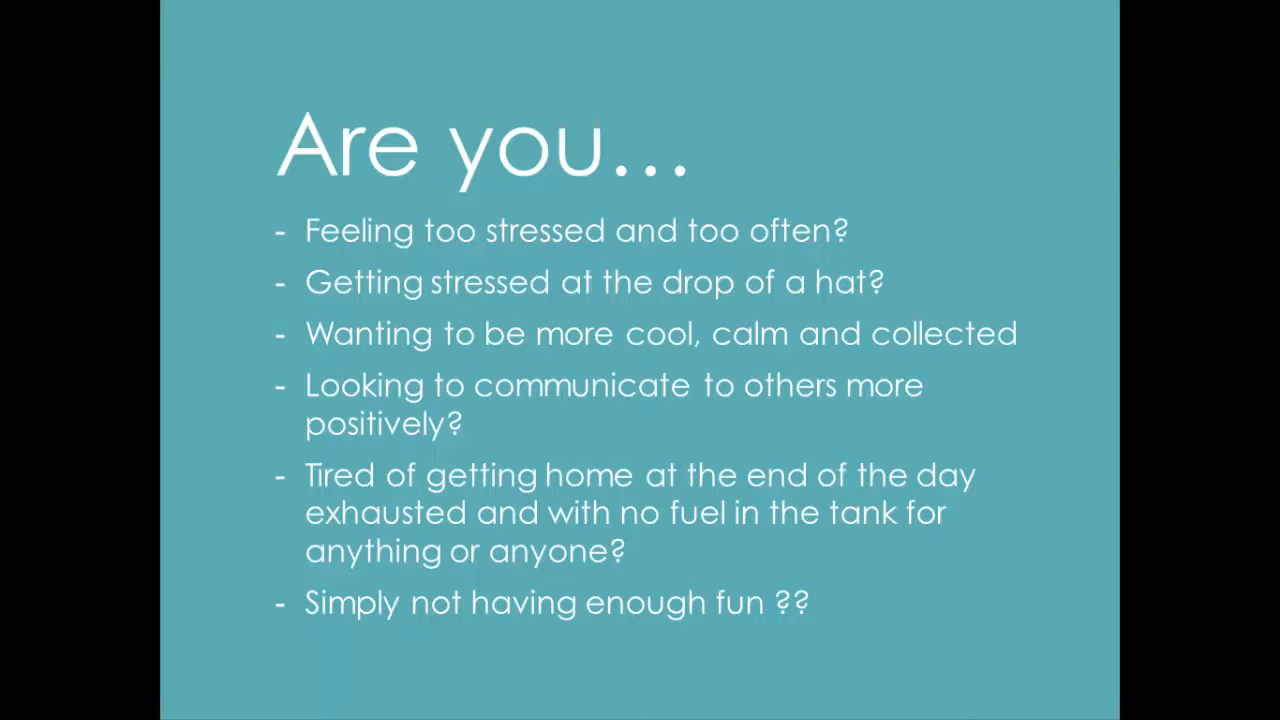 Are you...
- Feeling too stressed and too often?
- Getting stressed at the drop of a hat?
- Wanting to be more cool, calm and collected
- Looking to communicate to others more
positively?
- Tired of getting home at the end of the day
exhausted and with no fuel in the tank for
anything or anyone?
- Simply not having enough fun ??